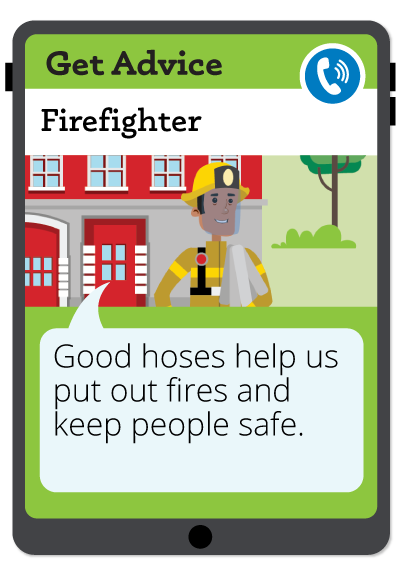 Get Advice
Firefighter
Good hoses help us
put out fires and
keep people safe.